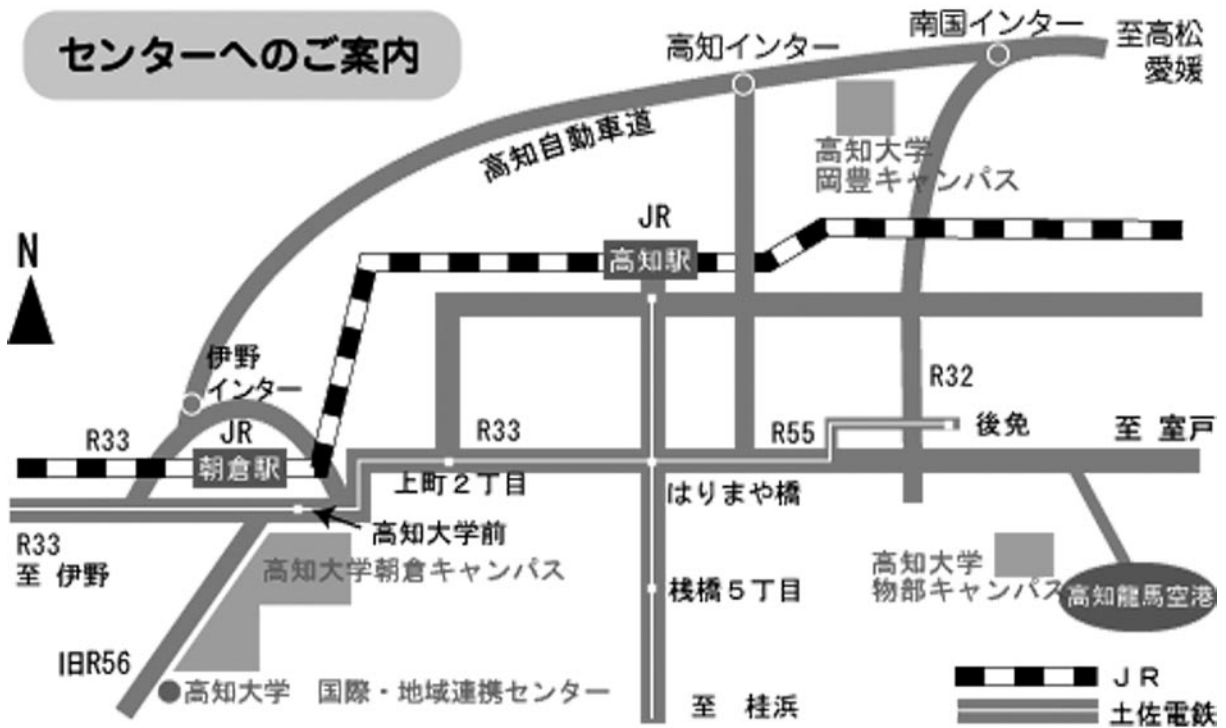 センターへのご案内
南国インター
高知インター
至高松
愛媛
高知自動車道
高知大学
岡豊キャンパス
JR
高知駅
N
伊野
インター
R32
R33
JR
朝倉駅
R33
R55
後免
至 室戸
上町２丁目
はりまや橋
高知大学前
R33
至 伊野
高知大学朝倉キャンパス
桟橋５丁目
高知大学
物部キャンパス
高知龍馬空港
旧R56
●高知大学 国際・地域連携センター
至 桂浜
ＪＲ
土佐電鉄